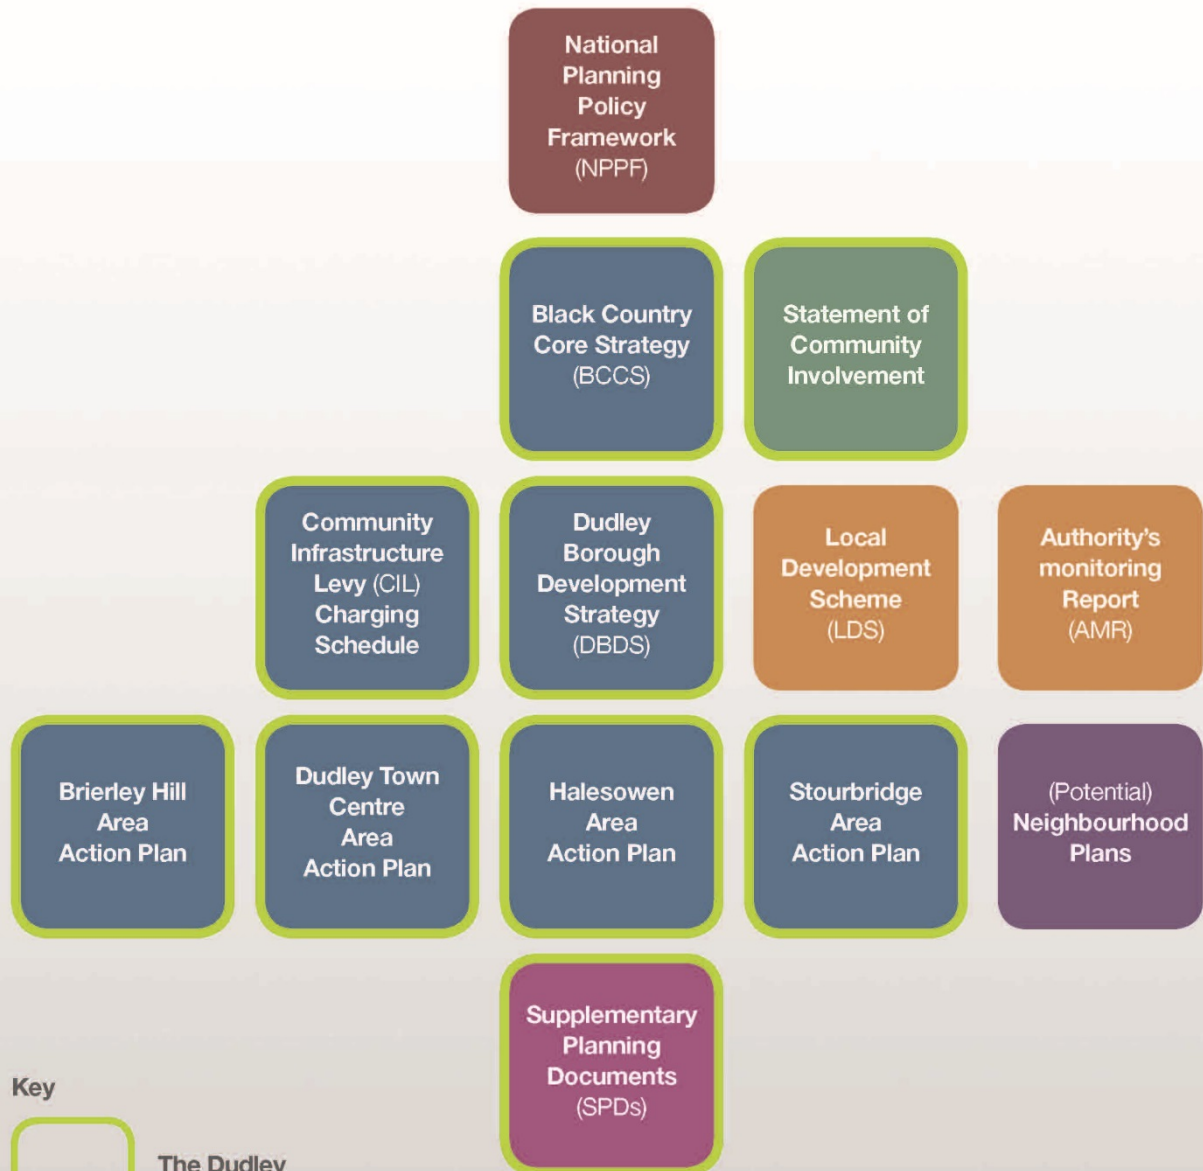 National
Planning
Policy
Framework
(NPPF)
Black Country
Core Strategy
(BCCS)
Statement of
Community
Involvement
Community
Infrastructure
Levy (CIL)
Charging
Schedule
Dudley
Borough
Development
Strategy
(DBDS)
Local
Development
Scheme
(LDS)
Authority's
monitoring
Report
(AMR)
Brierley Hill
Area
Action Plan
Dudley Town
Centre
Area
Action Plan
Halesowen
Area
Action Plan
Stourbridge
Area
Action Plan
(Potential)
Neighbourhood
Plans
Supplementary
Planning
Documents
(SPDs)
Key
The Dudley